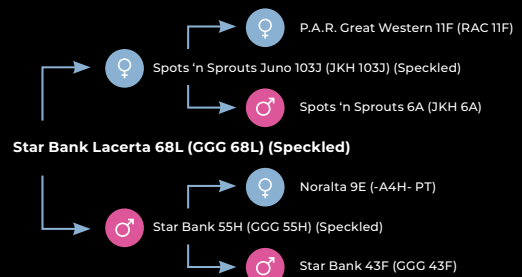 P.A.R. Great Western 11F (RAC 11F)
Spots ‘n Sprouts Juno 103J (JKH 103J) (Speckled)
Spots ‘n Sprouts 6A (JKH 6A)
Star Bank Lacerta 68L (GGG 68L) (Speckled)
Noralta 9E (-A4H- PT)
Star Bank 55H (GGG 55H) (Speckled)
Star Bank 43F (GGG 43F)